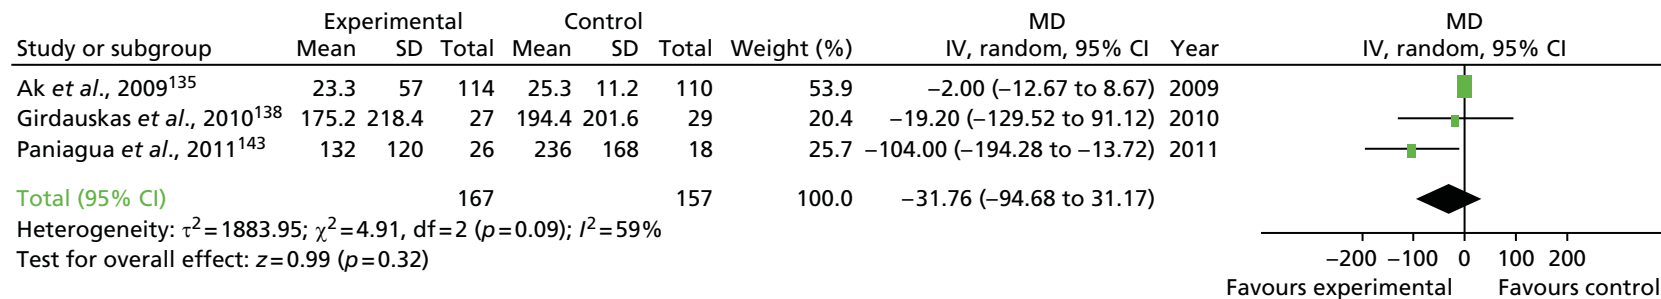 Experimental Control MD MD
Study or subgroup Mean SD Total Mean SD Total Weight (%) IV, random, 95% CI Year IV, random, 95% CI
Ak et al., 2009¹³⁵ 23.3 57 114 25.3 11.2 110 53.9 −2.00 (−12.67 to 8.67) 2009
Girdauskas et al., 2010¹³⁸ 175.2 218.4 27 194.4 201.6 29 20.4 −19.20 (−129.52 to 91.12) 2010
Paniagua et al., 2011¹⁴³ 132 120 26 236 168 18 25.7 −104.00 (−194.28 to −13.72) 2011
Total (95% CI) 167 157 100.0 −31.76 (−94.68 to 31.17)
Heterogeneity: τ²=1883.95; χ²=4.91, df=2 (p=0.09); I²=59%
Test for overall effect: z=0.99 (p=0.32)
−200 −100 0 100 200
Favours experimental Favours control